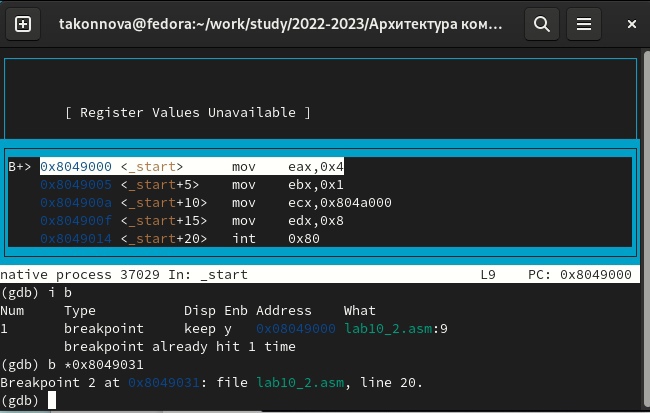 takonnova@fedora:~/work/study/2022-2023/Архитектура ком...
[ Register Values Unavailable ]
B+> 0x8049000 <_start>      mov    eax,0x4
0x8049005 <_start+5>    mov    ebx,0x1
0x804900a <_start+10>   mov    ecx,0x804a000
0x804900f <_start+15>   mov    edx,0x8
0x8049014 <_start+20>   int    0x80
native process 37029 In: _start    L9    PC: 0x8049000
(gdb) i b
Num     Type           Disp Enb Address    What
1       breakpoint     keep y   0x08049000 lab10_2.asm:9
breakpoint already hit 1 time
(gdb) b *0x8049031
Breakpoint 2 at 0x8049031: file lab10_2.asm, line 20.
(gdb)